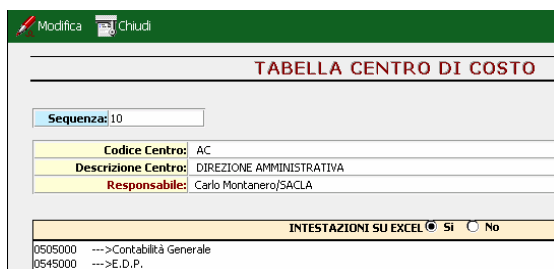 Modifica Chiudi
TABELLA CENTRO DI COSTO
Sequenza: 10
Codice Centro: AC
Descrizione Centro: DIREZIONE AMMINISTRATIVA
Responsabile: Carlo Montanero/SACLA
INTESTAZIONI SU EXCEL Si No
0505000 --->Contabilità Generale
0545000 --->E.D.P.